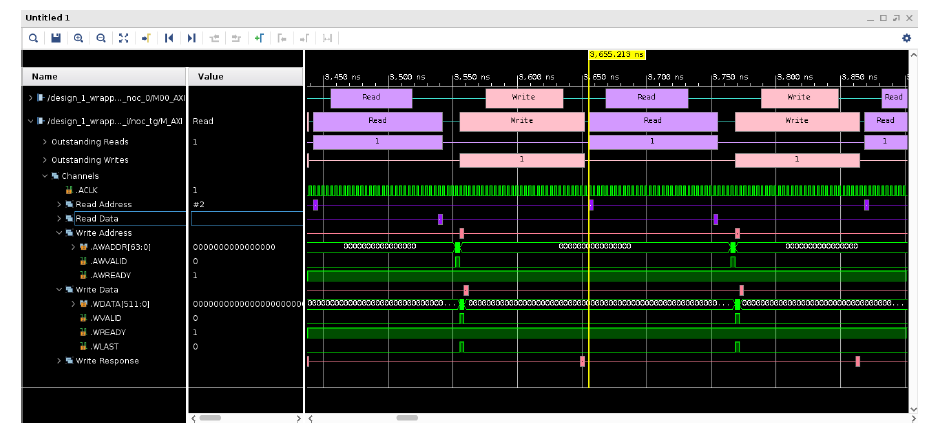 Untitled 1
3,655.213 ns
Name Value
3,450 ns 3,500 ns 3,550 ns 3,600 ns 3,650 ns 3,700 ns 3,750 ns 3,800 ns 3,850 ns
/design_1_wrapp..._noc_0/M00_AXI Read Write Read Write Read
/design_1_wrapp..._i/noc_tg/M_AXI Read Read Write Read Write Read
Outstanding Reads 1 1 1 1
Outstanding Writes 1 1
Channels
.ACLK 1
Read Address #2
Read Data
Write Address
.AWADDR[63:0] 0000000000000000 0000000000000000 0000000000000000 0000000000000000
.AWVALID 0
.AWREADY 1
Write Data
.WDATA[511:0]
.WVALID 0
.WREADY 1
.WLAST 0
Write Response